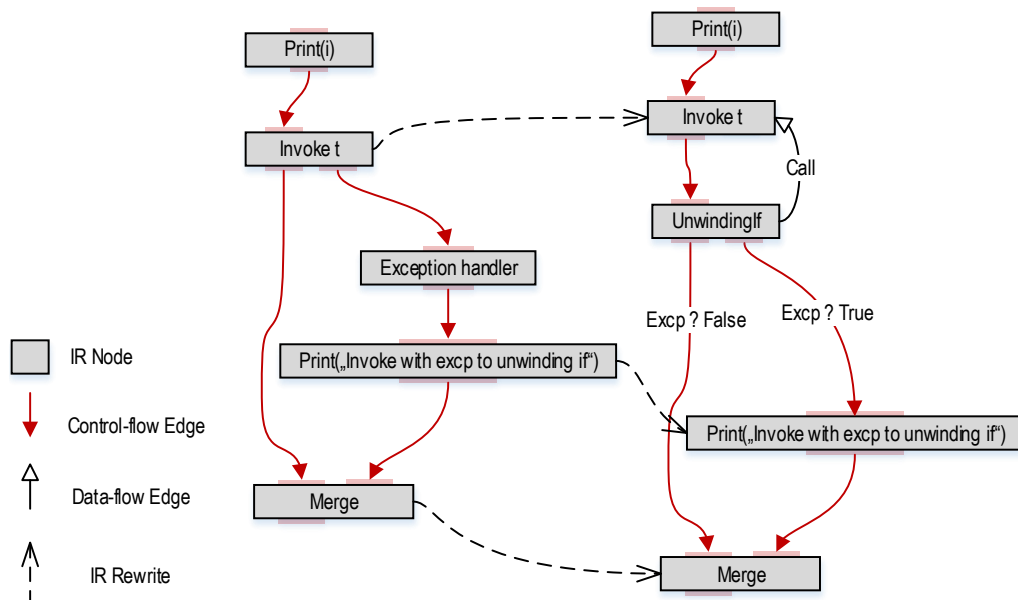 Print(i)
Invoke t
Exception handler
Print(„Invoke with excp to unwinding if“)
Merge
Print(i)
Invoke t
Call
UnwindingIf
Excp ? False
Excp ? True
Print(„Invoke with excp to unwinding if“)
Merge
IR Node
Control-flow Edge
Data-flow Edge
IR Rewrite